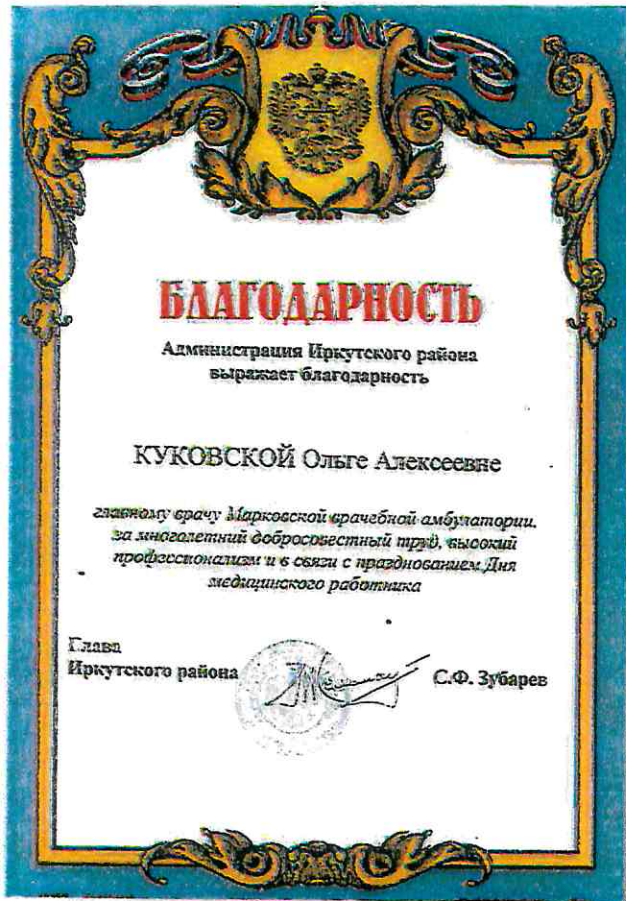 БЛАГОДАРНОСТЬ
Администрация Иркутского района
выражает благодарность
КУКОВСКОЙ Ольге Алексеевне
главному врачу Марковской врачебной амбулатории,
за многолетний добросовестный труд, высокий
профессионализм и в связи с празднованием Дня
медицинского работника
Глава
Иркутского района
С.Ф. Зубарев